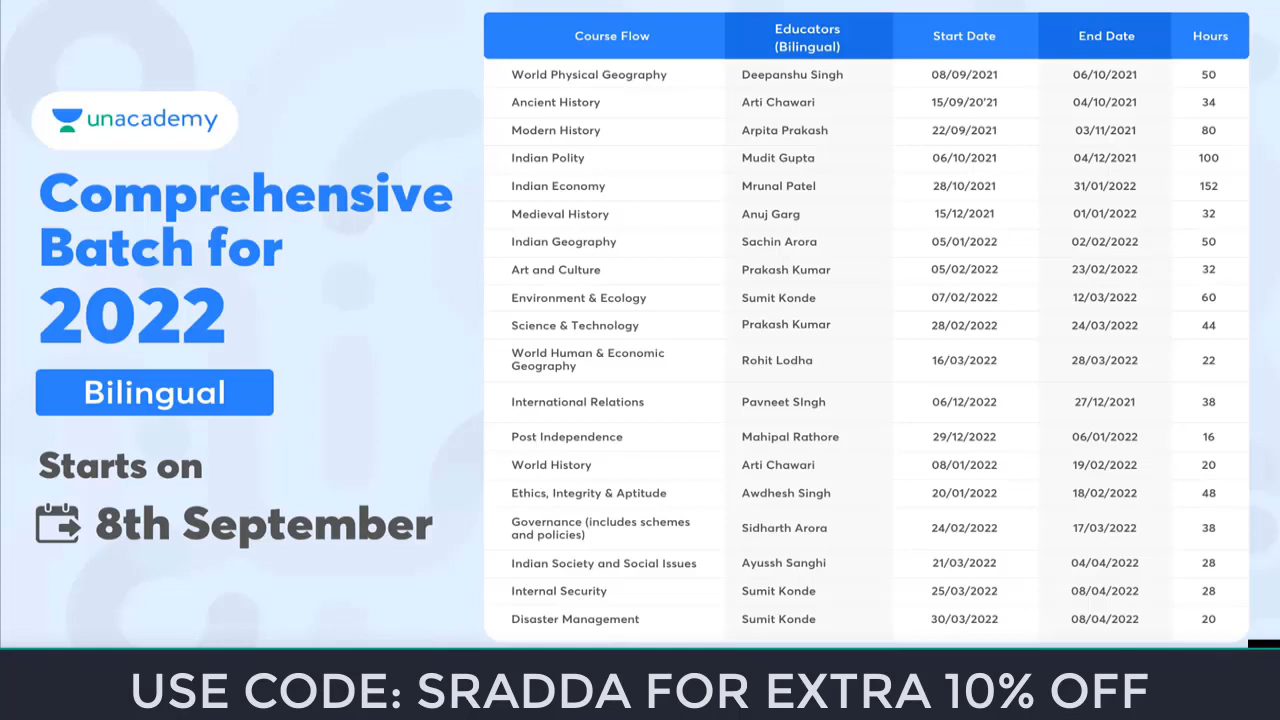 unacademy
Comprehensive
Batch for
2022
Bilingual
Starts on
8th September
Course Flow Educators (Bilingual) Start Date End Date Hours
World Physical Geography Deepanshu Singh 08/09/2021 06/10/2021 50
Ancient History Arti Chawari 15/09/20'21 04/10/2021 34
Modern History Arpita Prakash 22/09/2021 03/11/2021 80
Indian Polity Mudit Gupta 06/10/2021 04/12/2021 100
Indian Economy Mrunal Patel 28/10/2021 31/01/2022 152
Medieval History Anuj Garg 15/12/2021 01/01/2022 32
Indian Geography Sachin Arora 05/01/2022 02/02/2022 50
Art and Culture Prakash Kumar 05/02/2022 23/02/2022 32
Environment & Ecology Sumit Konde 07/02/2022 12/03/2022 60
Science & Technology Prakash Kumar 28/02/2022 24/03/2022 44
World Human & Economic Geography Rohit Lodha 16/03/2022 28/03/2022 22
International Relations Pavneet SIngh 06/12/2022 27/12/2021 38
Post Independence Mahipal Rathore 29/12/2022 06/01/2022 16
World History Arti Chawari 08/01/2022 19/02/2022 20
Ethics, Integrity & Aptitude Awdhesh Singh 20/01/2022 18/02/2022 48
Governance (includes schemes and policies) Sidharth Arora 24/02/2022 17/03/2022 38
Indian Society and Social Issues Ayussh Sanghi 21/03/2022 04/04/2022 28
Internal Security Sumit Konde 25/03/2022 08/04/2022 28
Disaster Management Sumit Konde 30/03/2022 08/04/2022 20
USE CODE: SRADDA FOR EXTRA 10% OFF